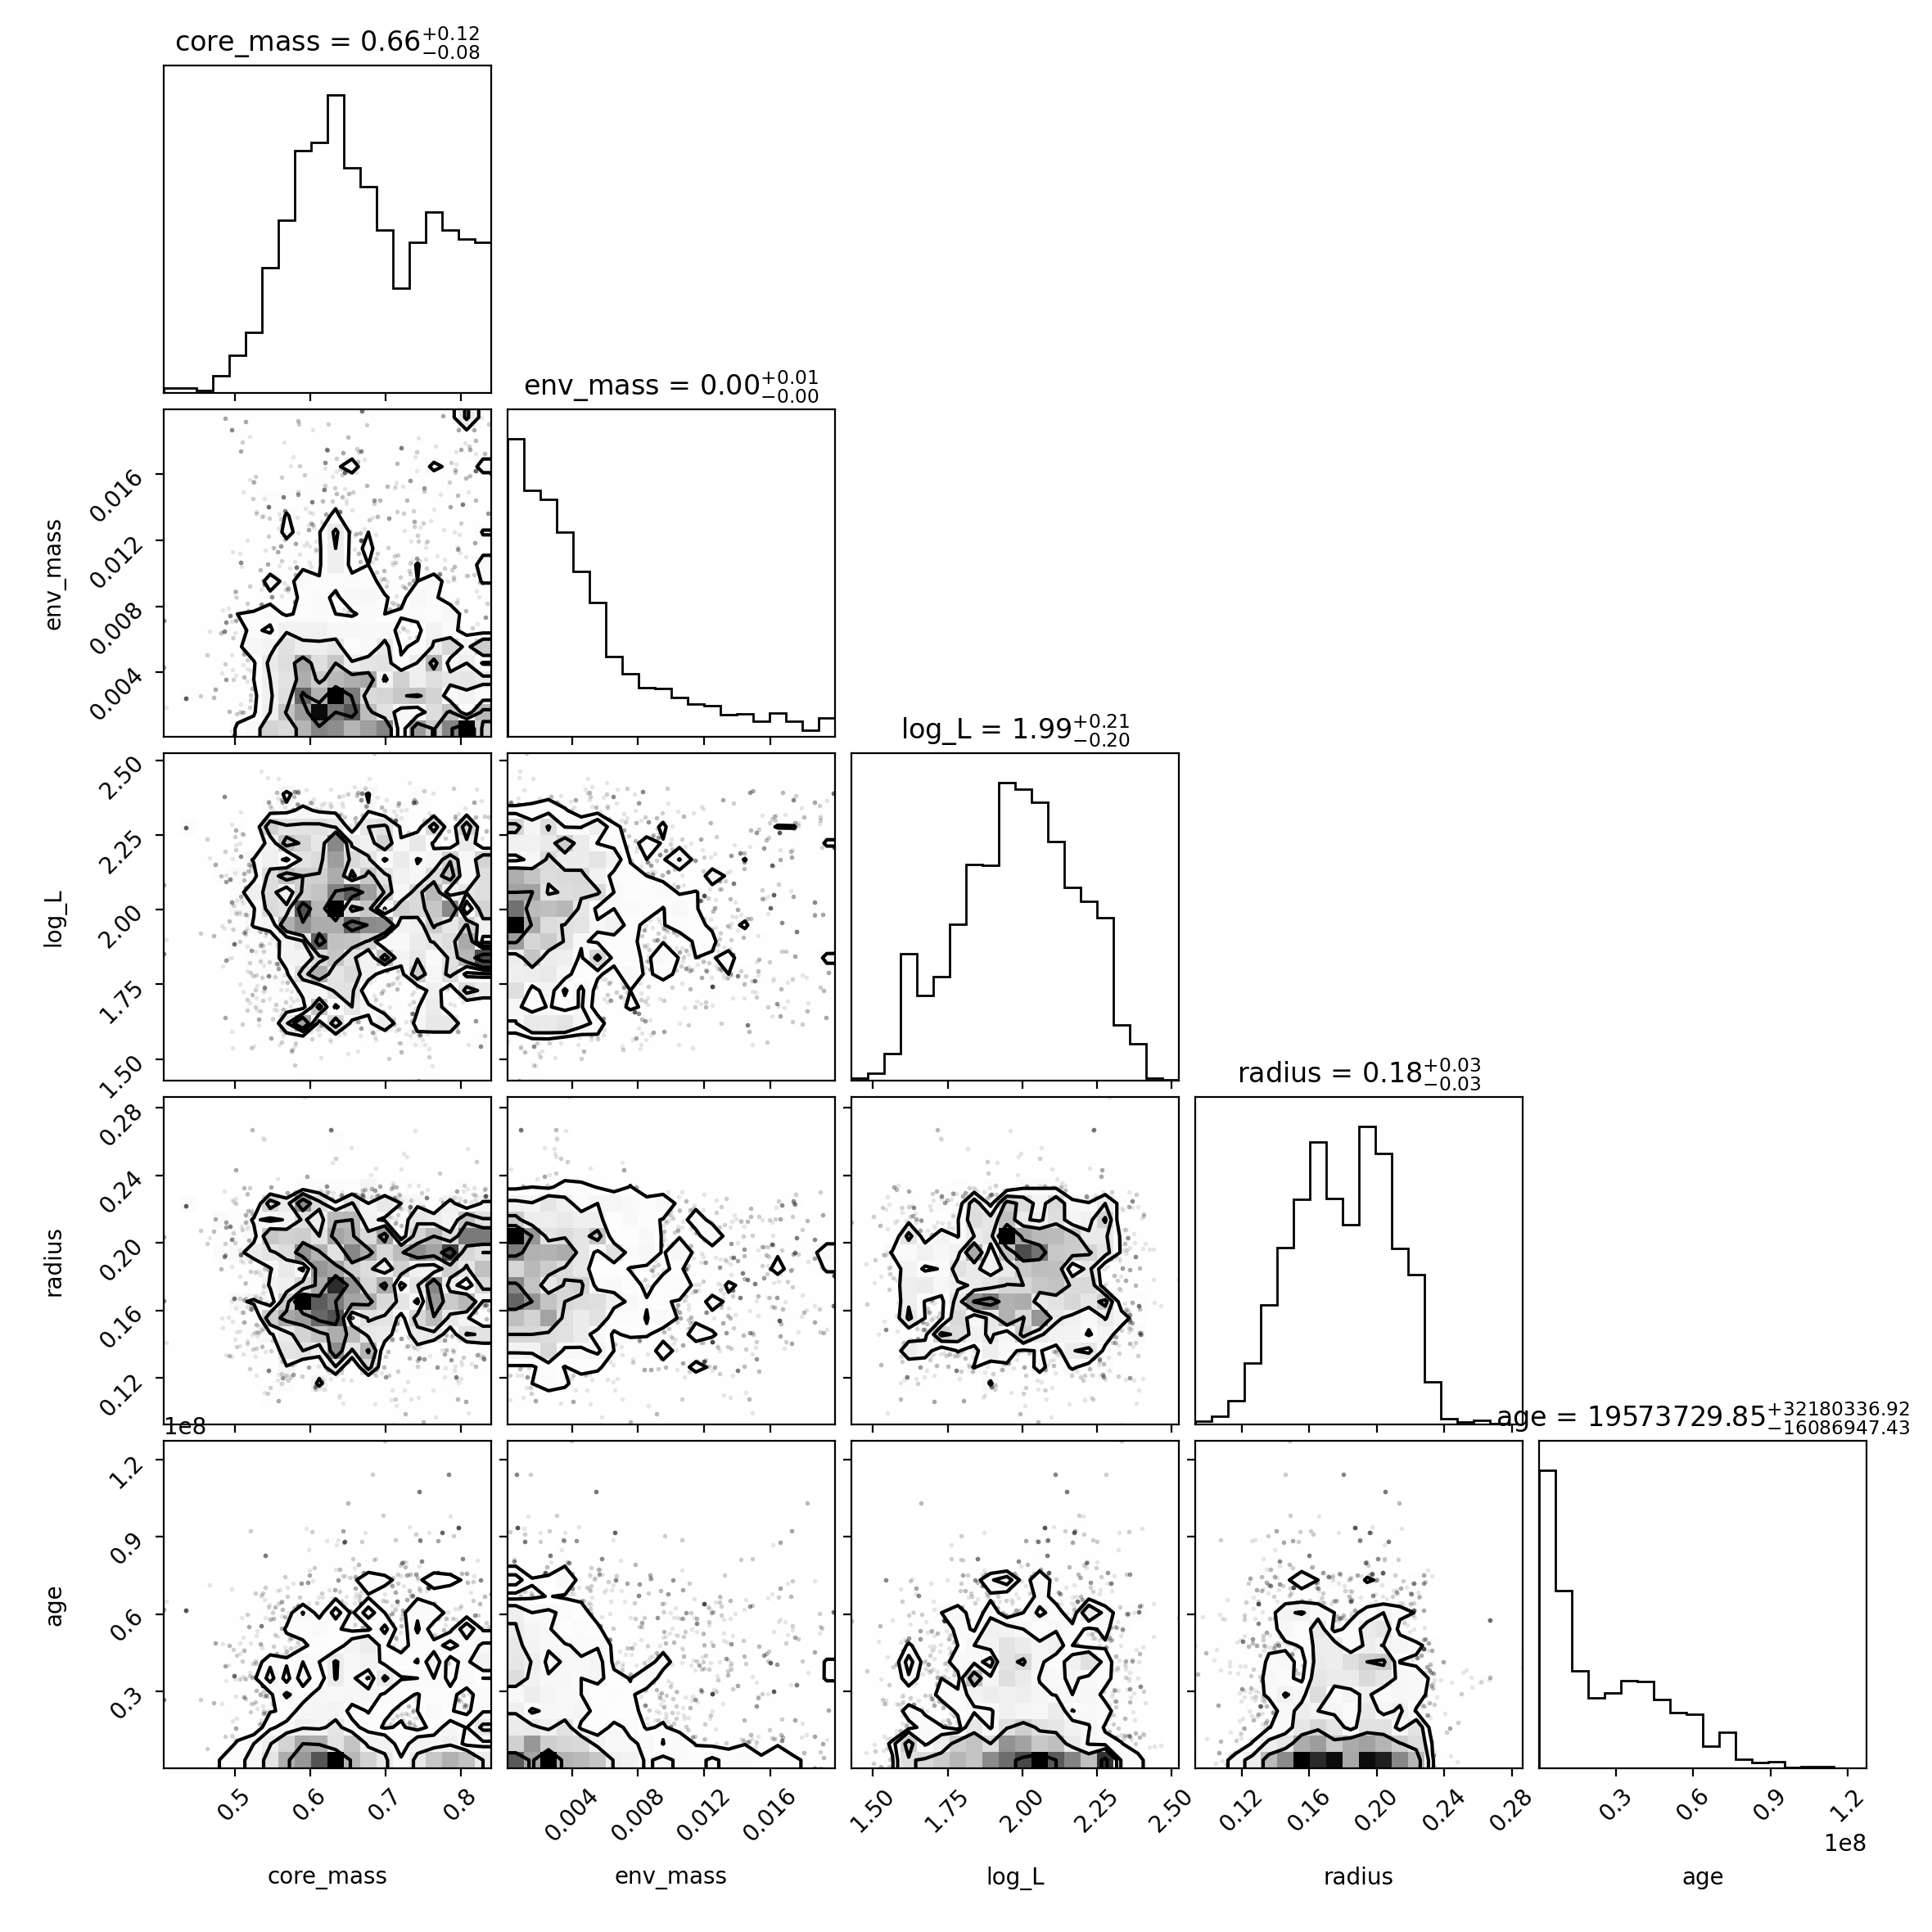 core_mass = 0.66+0.12−0.08
env_mass = 0.00+0.01−0.00
0.016
0.012
0.008
0.004
env_mass
log_L = 1.99+0.21−0.20
2.50
2.25
2.00
1.75
1.50
log_L
radius = 0.18+0.03−0.03
0.28
0.24
0.20
0.16
0.12
radius
1e8
age = 19573729.85+32180336.92−16086947.43
1.2
0.9
0.6
0.3
age
0.5 0.6 0.7 0.8
0.004 0.008 0.012 0.016
1.50 1.75 2.00 2.25 2.50
0.12 0.16 0.20 0.24 0.28
0.3 0.6 0.9 1.2
1e8
core_mass
env_mass
log_L
radius
age